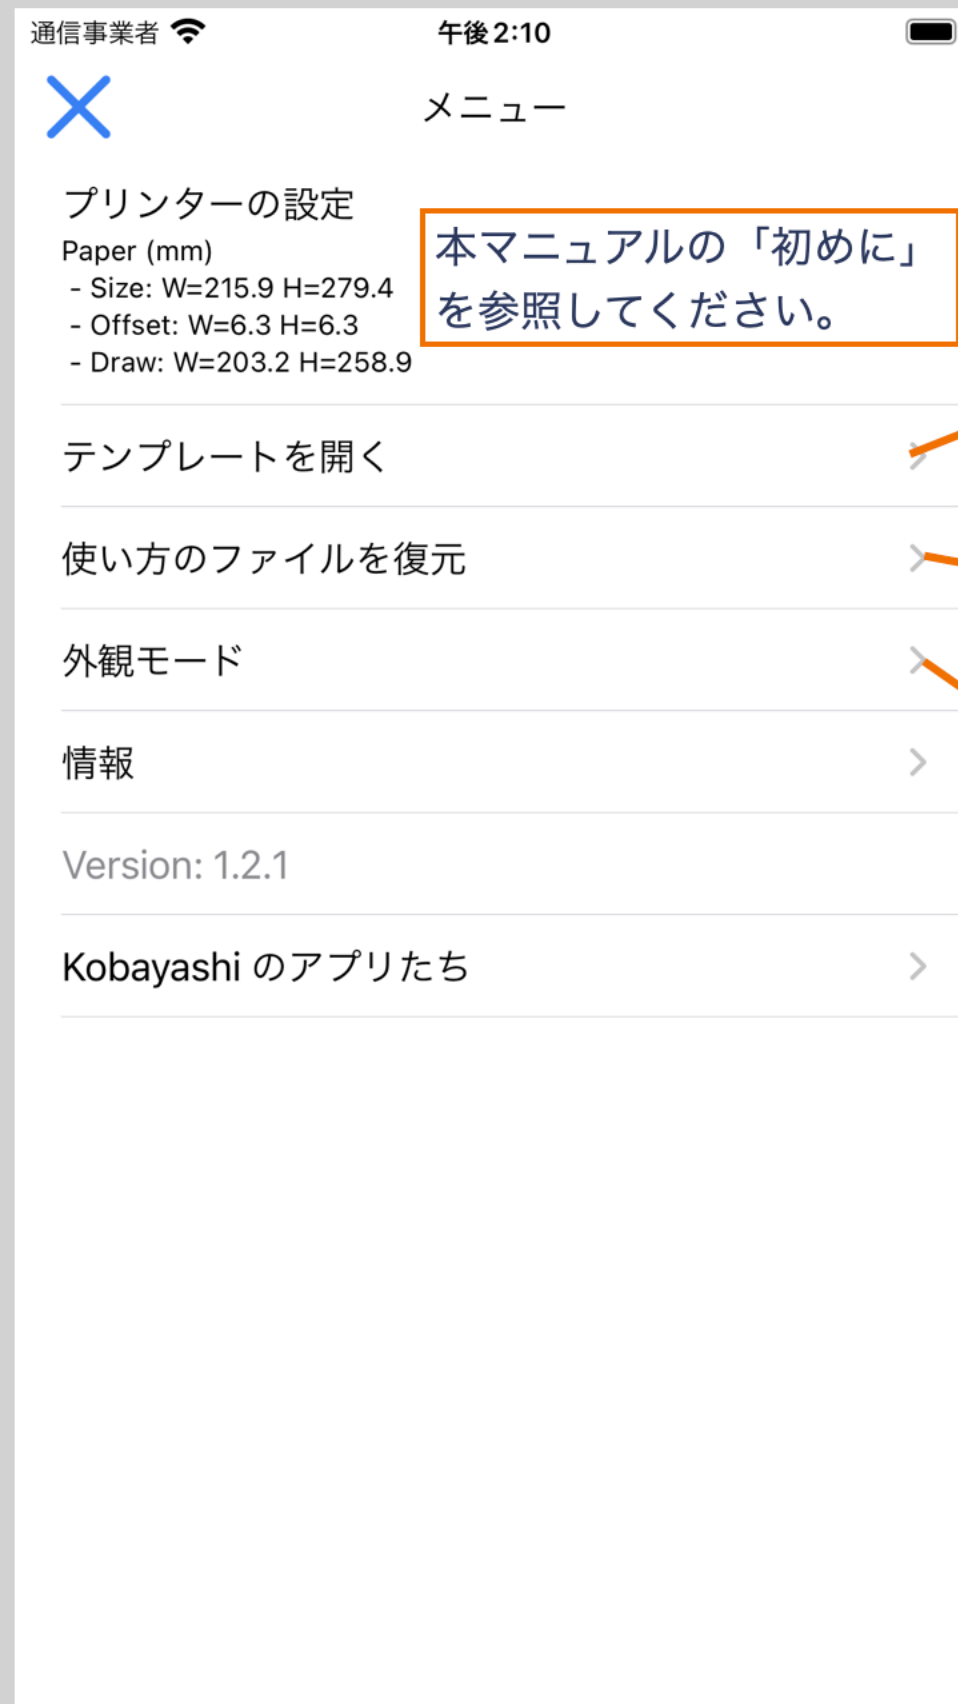 通信事業者 午後2:10
メニュー
プリンターの設定
Paper (mm)
- Size: W=215.9 H=279.4
- Offset: W=6.3 H=6.3
- Draw: W=203.2 H=258.9
本マニュアルの「初めに」
を参照してください。
テンプレートを開く
使い方のファイルを復元
外観モード
情報
Version: 1.2.1
Kobayashi のアプリたち